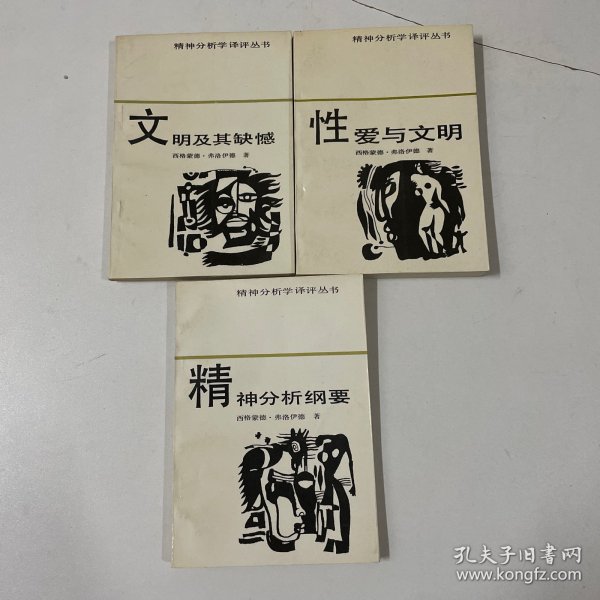 精神分析学译评丛书
文明及其缺憾
西格蒙德·弗洛伊德 著
精神分析学译评丛书
性爱与文明
西格蒙德·弗洛伊德 著
精神分析学译评丛书
精神分析纲要
西格蒙德·弗洛伊德 著
孔夫子旧书网
www.kongfz.com